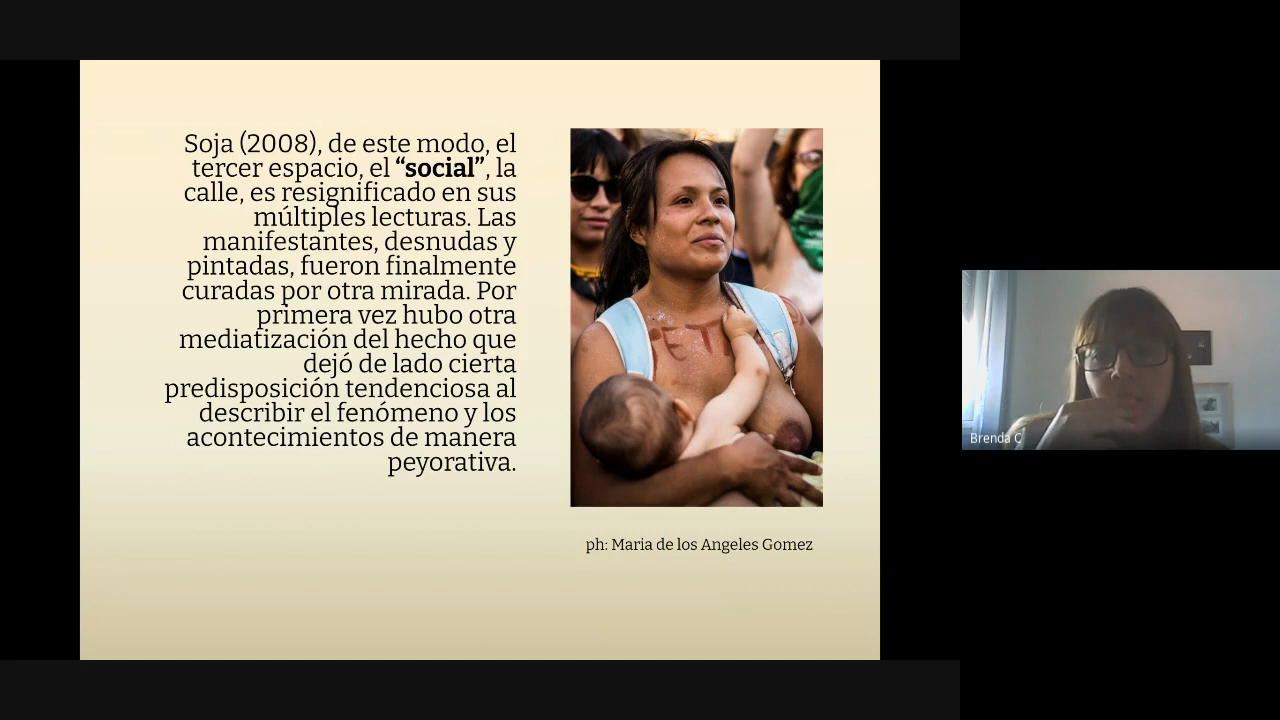 Soja (2008), de este modo, el
tercer espacio, el “social”, la
calle, es resignificado en sus
múltiples lecturas. Las
manifestantes, desnudas y
pintadas, fueron finalmente
curadas por otra mirada. Por
primera vez hubo otra
mediatización del hecho que
dejó de lado cierta
predisposición tendenciosa al
describir el fenómeno y los
acontecimientos de manera
peyorativa.
PETA
ph: Maria de los Angeles Gomez
Brenda C